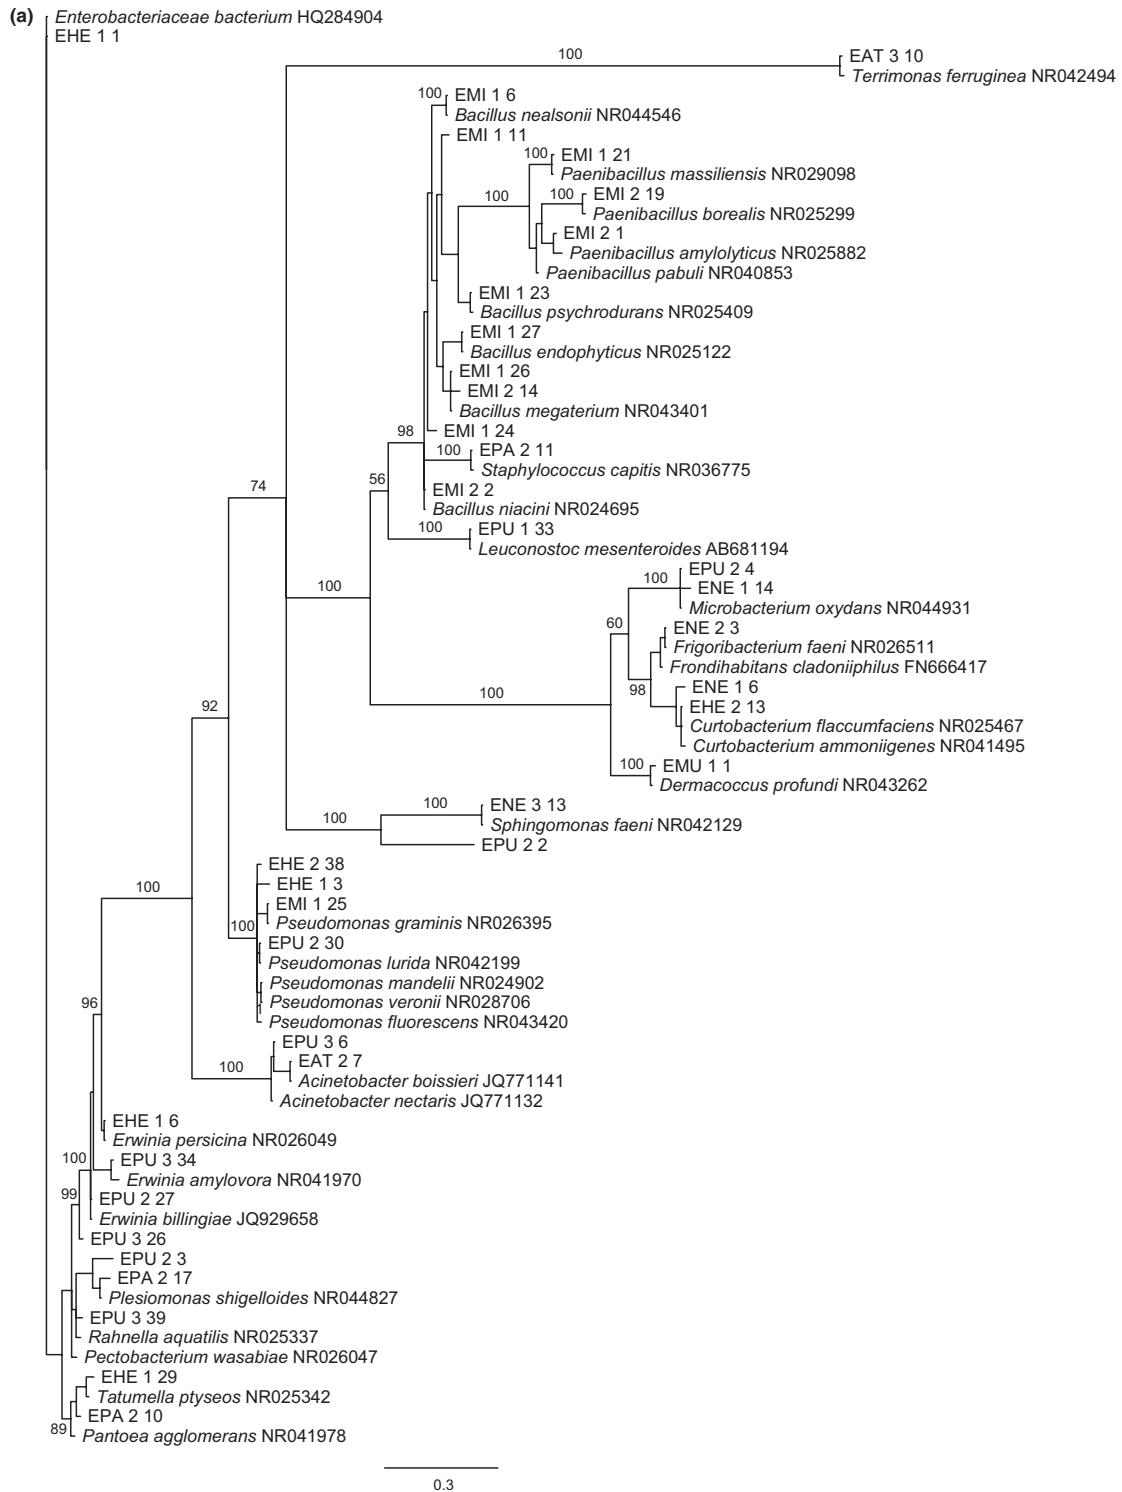 (a)
Enterobacteriaceae bacterium HQ284904
EHE 1 1
100
EAT 3 10
Terrimonas ferruginea NR042494
100
EMI 1 6
Bacillus nealsonii NR044546
EMI 1 11
100
EMI 1 21
Paenibacillus massiliensis NR029098
100
100
EMI 2 19
Paenibacillus borealis NR025299
EMI 2 1
Paenibacillus amylolyticus NR025882
Paenibacillus pabuli NR040853
EMI 1 23
Bacillus psychrodurans NR025409
EMI 1 27
Bacillus endophyticus NR025122
EMI 1 26
EMI 2 14
Bacillus megaterium NR043401
98
EMI 1 24
100
EPA 2 11
Staphylococcus capitis NR036775
56
74
EMI 2 2
Bacillus niacini NR024695
100
EPU 1 33
Leuconostoc mesenteroides AB681194
100
100
EPU 2 4
ENE 1 14
Microbacterium oxydans NR044931
60
ENE 2 3
Frigoribacterium faeni NR026511
Frondihabitans cladoniiphilus FN666417
98
100
92
ENE 1 6
EHE 2 13
Curtobacterium flaccumfaciens NR025467
Curtobacterium ammoniigenes NR041495
100
EMU 1 1
Dermacoccus profundi NR043262
100
100
ENE 3 13
Sphingomonas faeni NR042129
EPU 2 2
EHE 2 38
100
EHE 1 3
EMI 1 25
Pseudomonas graminis NR026395
100
EPU 2 30
Pseudomonas lurida NR042199
Pseudomonas mandelii NR024902
Pseudomonas veronii NR028706
96
Pseudomonas fluorescens NR043420
EPU 3 6
100
EAT 2 7
Acinetobacter boissieri JQ771141
Acinetobacter nectaris JQ771132
EHE 1 6
Erwinia persicina NR026049
100
EPU 3 34
Erwinia amylovora NR041970
99
EPU 2 27
Erwinia billingiae JQ929658
EPU 3 26
EPU 2 3
EPA 2 17
Plesiomonas shigelloides NR044827
EPU 3 39
Rahnella aquatilis NR025337
Pectobacterium wasabiae NR026047
EHE 1 29
Tatumella ptyseos NR025342
EPA 2 10
89
Pantoea agglomerans NR041978
0.3